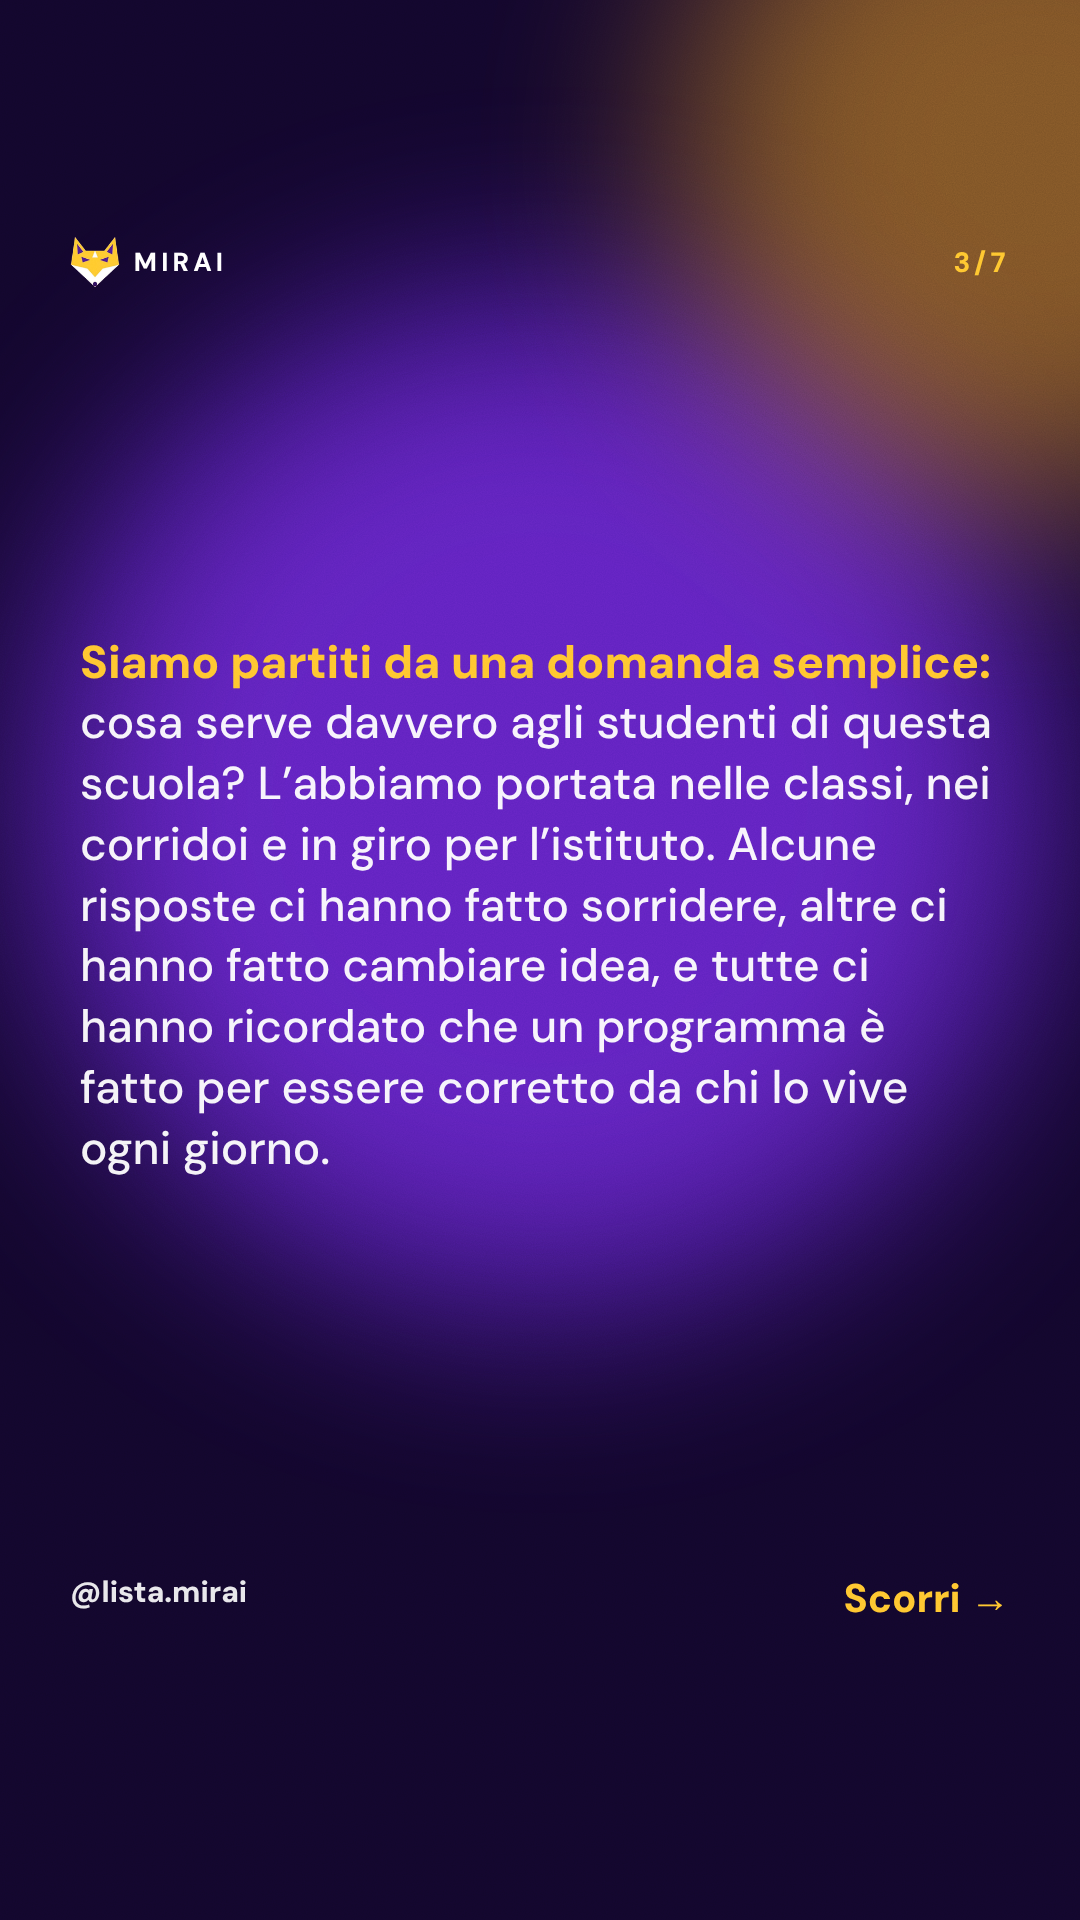 MIRAI
3/7
Siamo partiti da una domanda semplice:
cosa serve davvero agli studenti di questa
scuola? L’abbiamo portata nelle classi, nei
corridoi e in giro per l’istituto. Alcune
risposte ci hanno fatto sorridere, altre ci
hanno fatto cambiare idea, e tutte ci
hanno ricordato che un programma è
fatto per essere corretto da chi lo vive
ogni giorno.
@lista.mirai
Scorri →